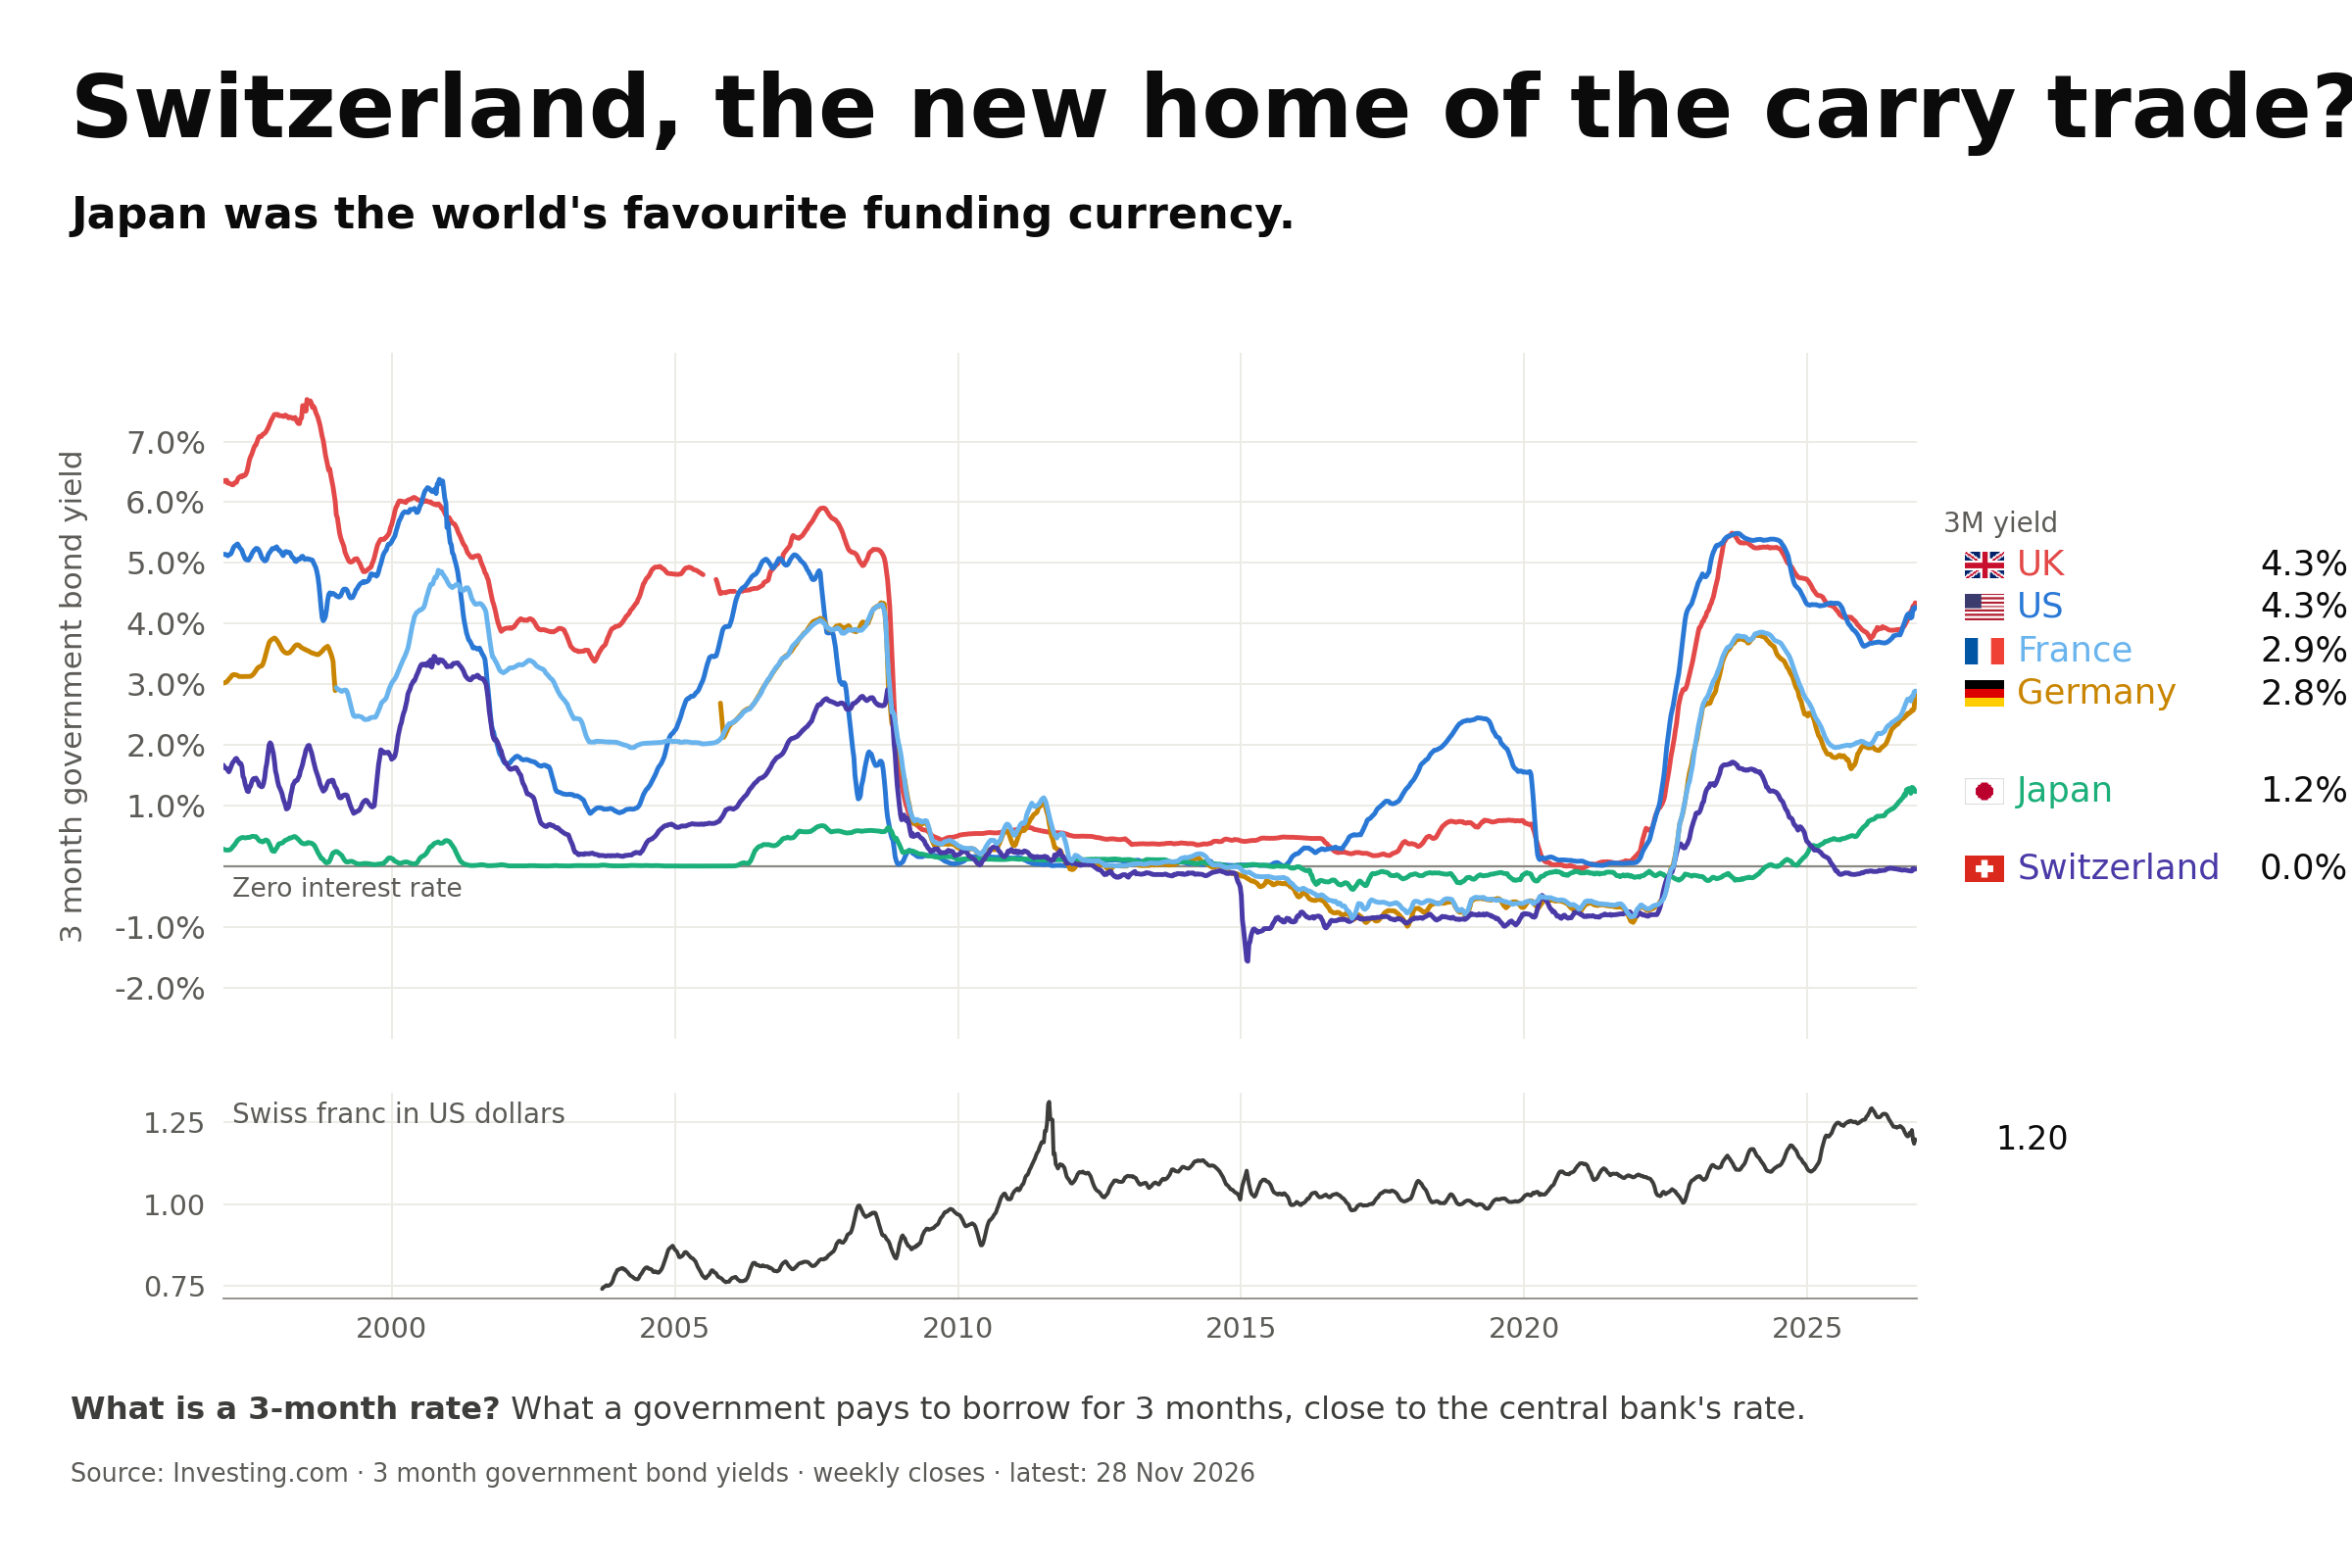 Switzerland, the new home of the carry trade?
Japan was the world's favourite funding currency.
3 month government bond yield
7.0%
6.0%
5.0%
4.0%
3.0%
2.0%
1.0%
-1.0%
-2.0%
Zero interest rate
3M yield
UK 4.3%
US 4.3%
France 2.9%
Germany 2.8%
Japan 1.2%
Switzerland 0.0%
Swiss franc in US dollars
1.25
1.00
0.75
1.20
2000 2005 2010 2015 2020 2025
What is a 3-month rate? What a government pays to borrow for 3 months, close to the central bank's rate.
Source: Investing.com · 3 month government bond yields · weekly closes · latest: 28 Nov 2026